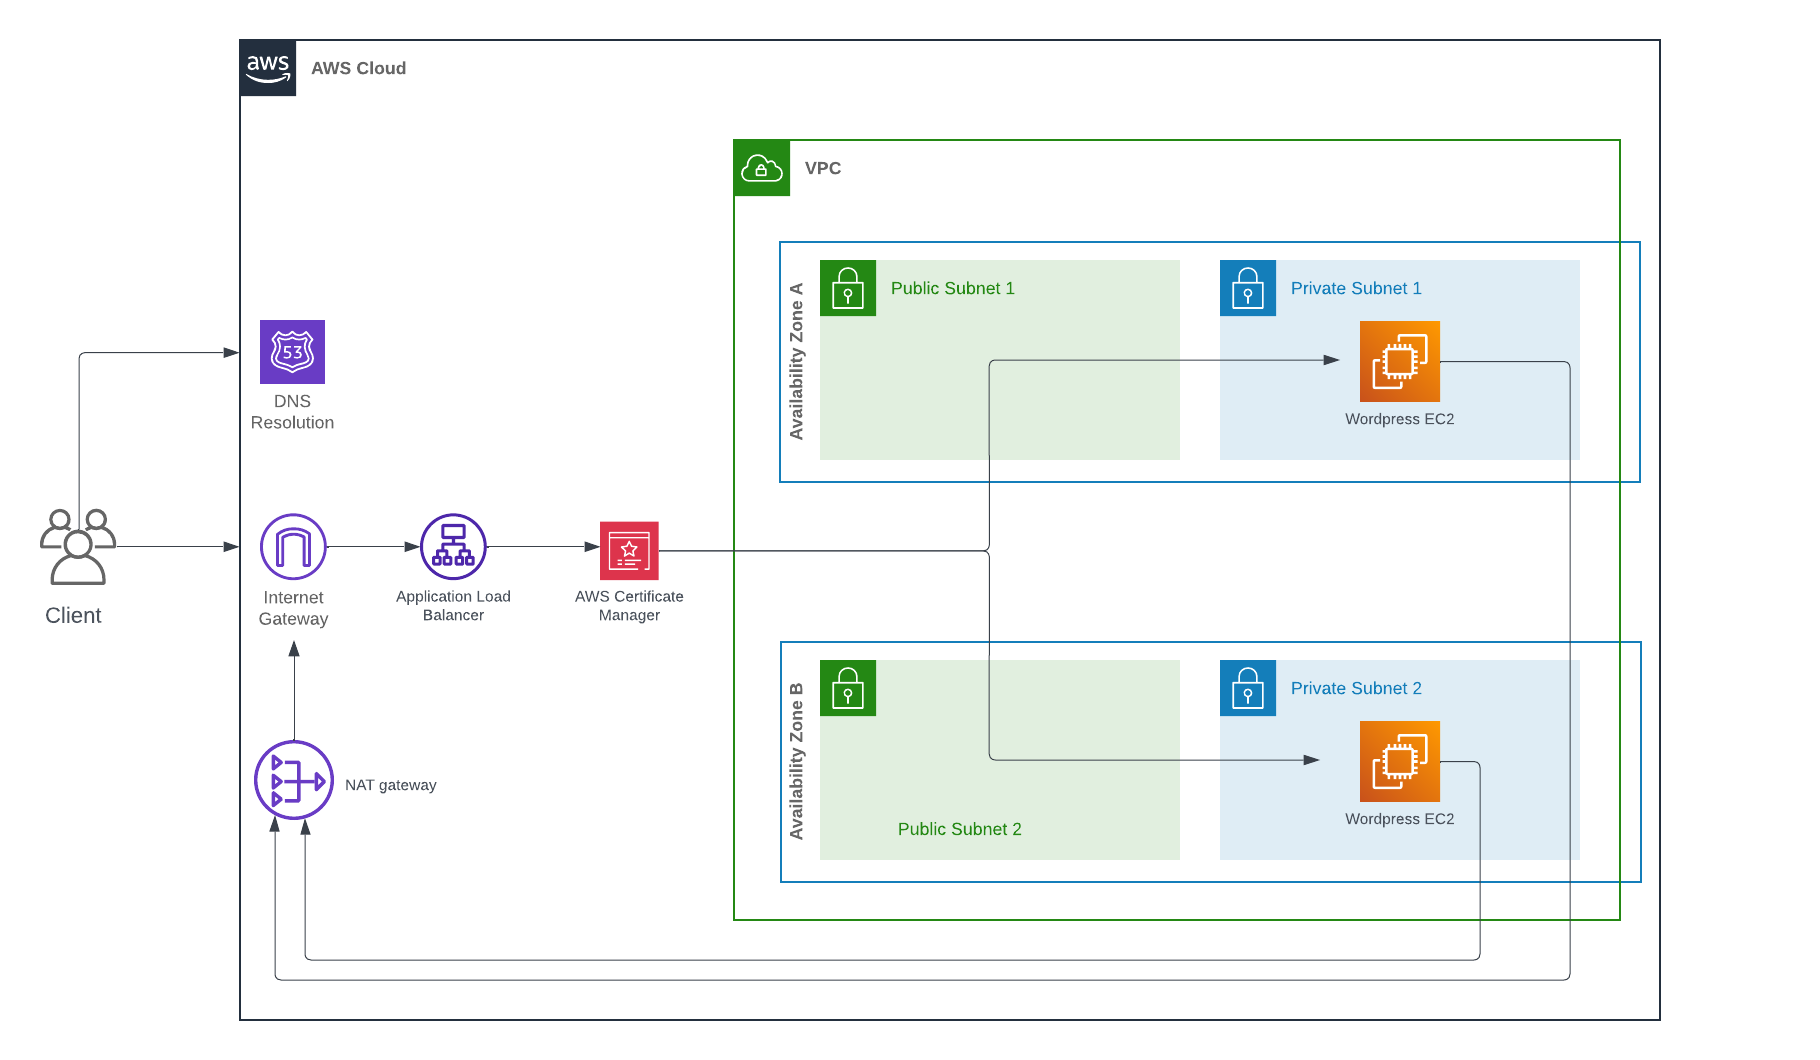 aws
AWS Cloud
VPC
Availability Zone A
Public Subnet 1
Private Subnet 1
Wordpress EC2
53
DNS
Resolution
Client
Internet
Gateway
Application Load
Balancer
AWS Certificate
Manager
Availability Zone B
Private Subnet 2
Wordpress EC2
Public Subnet 2
NAT gateway